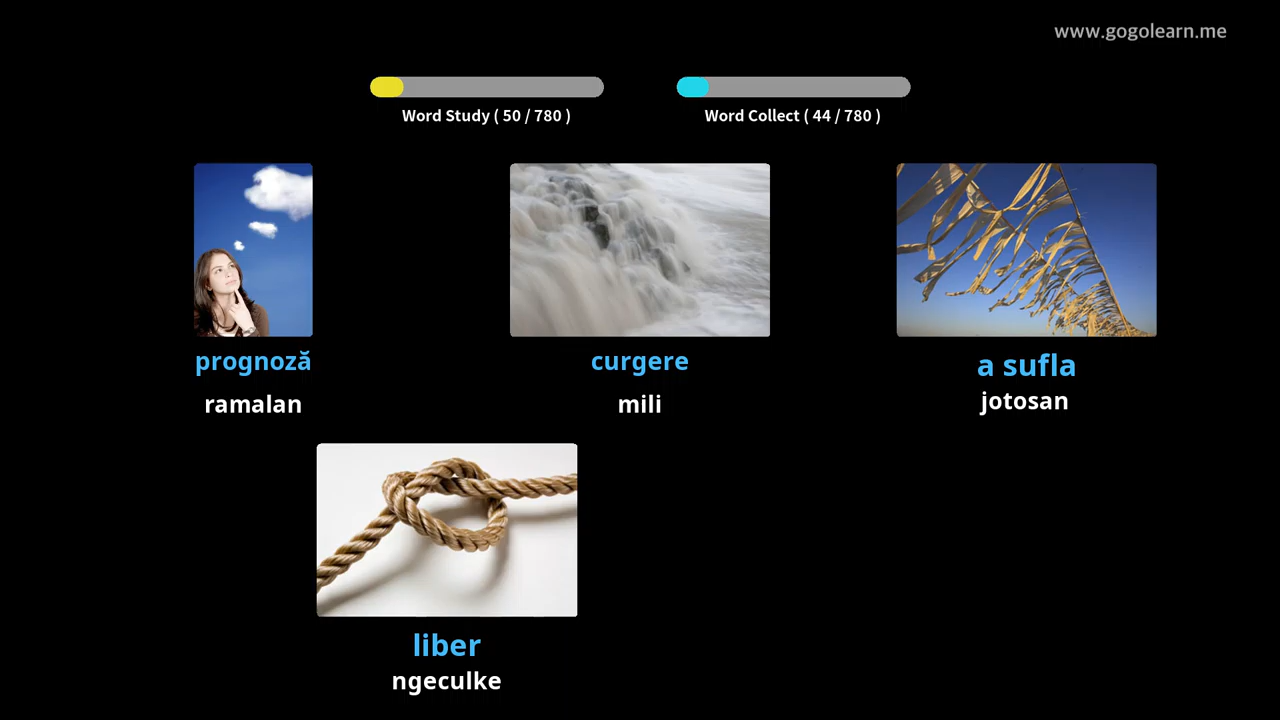 www.gogolearn.me
Word Study ( 50 / 780 )
Word Collect ( 44 / 780 )
prognoză
ramalan
curgere
mili
a sufla
jotosan
liber
ngeculke